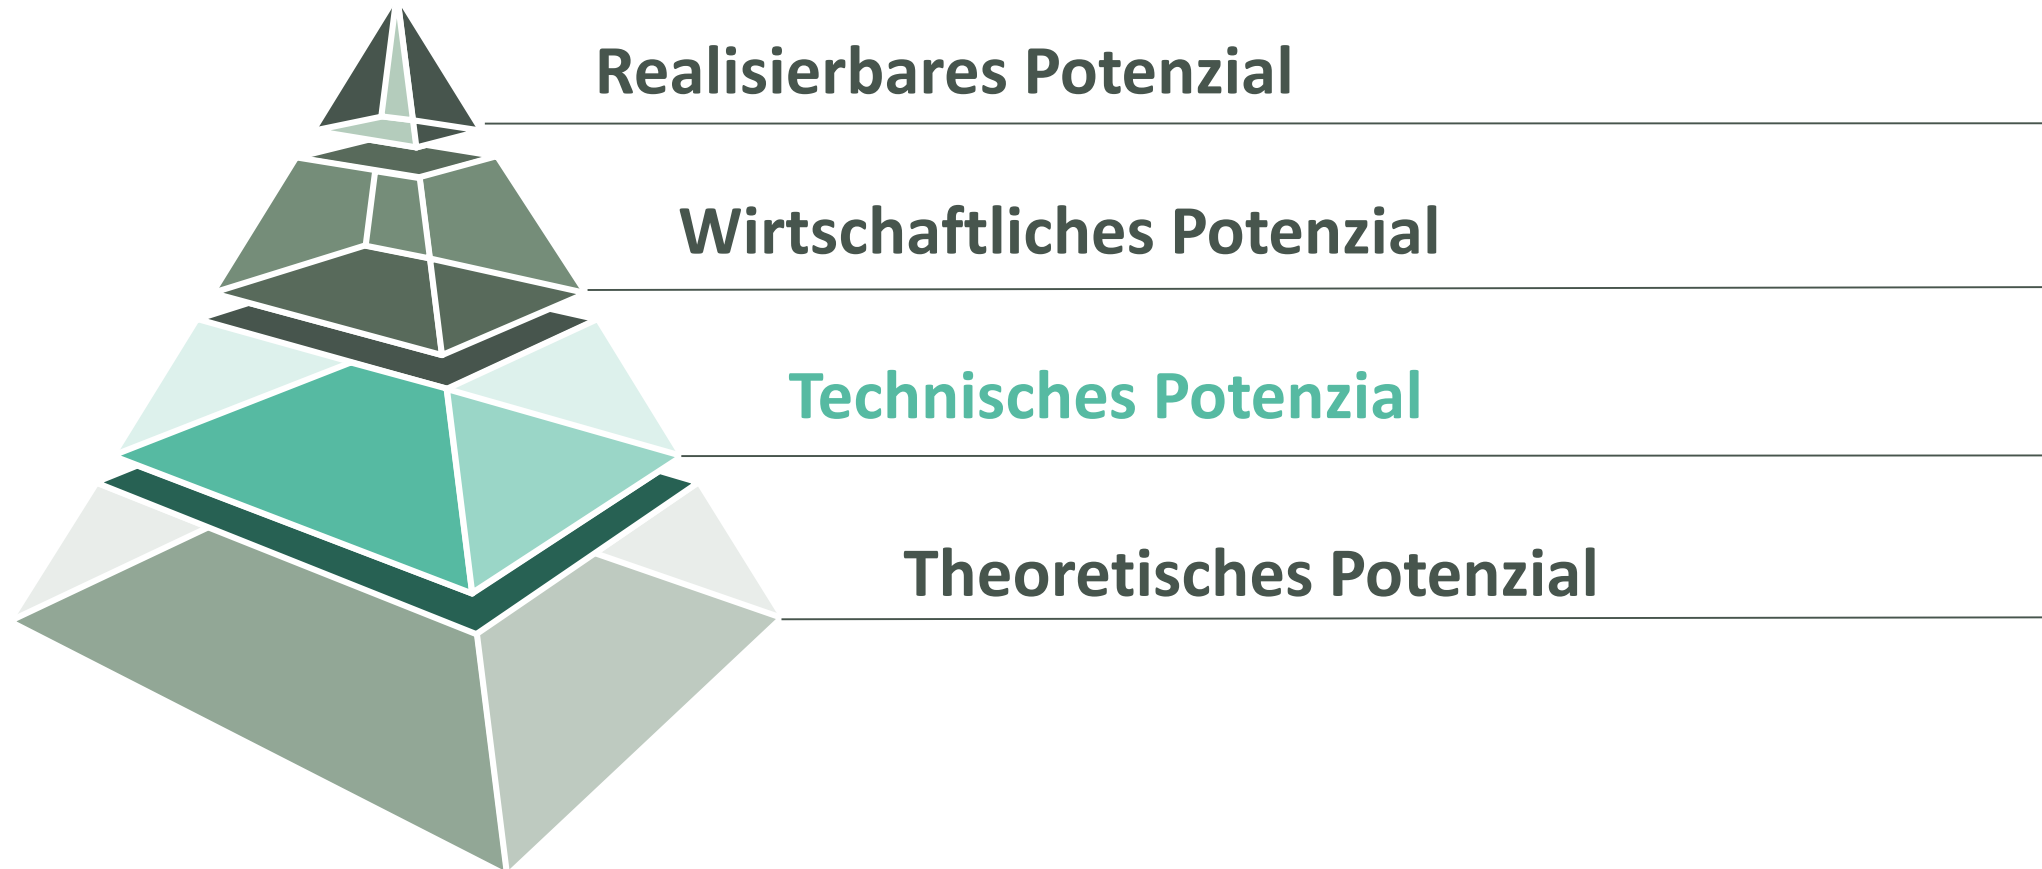 Realisierbares Potenzial
Wirtschaftliches Potenzial
Technisches Potenzial
Theoretisches Potenzial